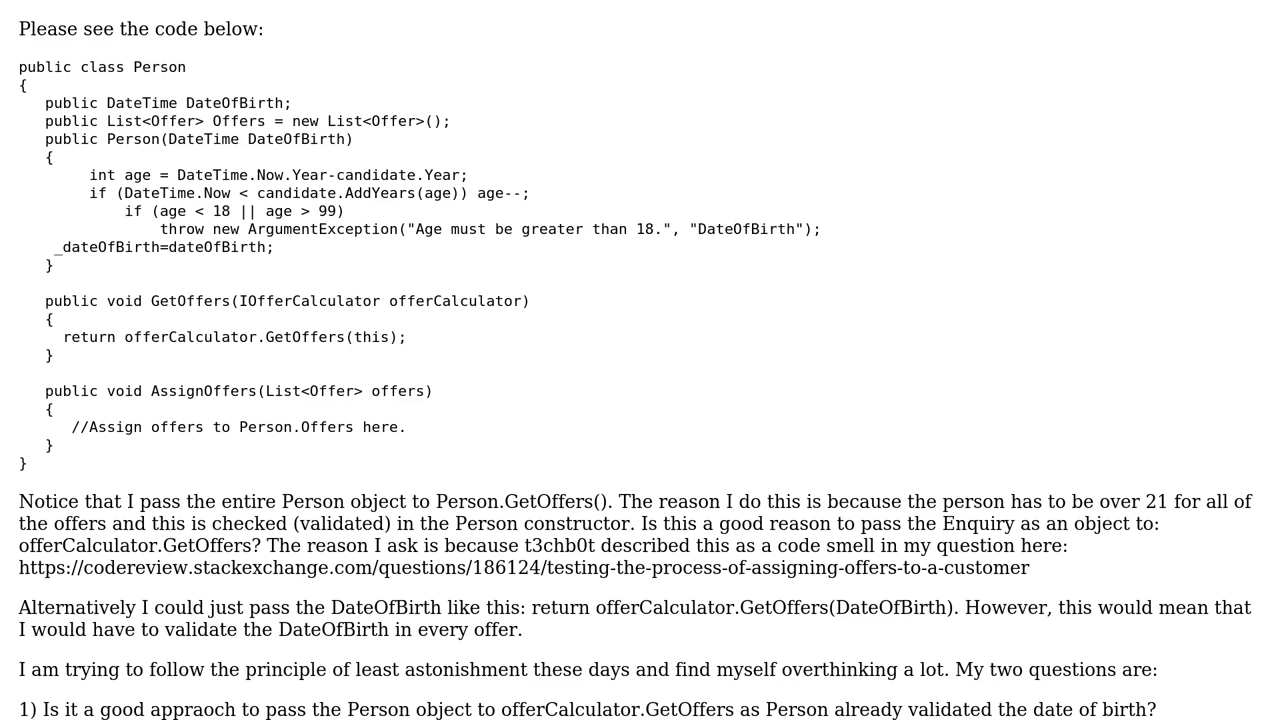 Please see the code below:
public class Person
{
public DateTime DateOfBirth;
public List<Offer> Offers = new List<Offer>();
public Person(DateTime DateOfBirth)
{
int age = DateTime.Now.Year-candidate.Year;
if (DateTime.Now < candidate.AddYears(age)) age--;
if (age < 18 || age > 99)
throw new ArgumentException("Age must be greater than 18.", "DateOfBirth");
_dateOfBirth=dateOfBirth;
}
public void GetOffers(IOfferCalculator offerCalculator)
{
return offerCalculator.GetOffers(this);
}
public void AssignOffers(List<Offer> offers)
{
//Assign offers to Person.Offers here.
}
}
Notice that I pass the entire Person object to Person.GetOffers(). The reason I do this is because the person has to be over 21 for all of
the offers and this is checked (validated) in the Person constructor. Is this a good reason to pass the Enquiry as an object to:
offerCalculator.GetOffers? The reason I ask is because t3chb0t described this as a code smell in my question here:
https://codereview.stackexchange.com/questions/186124/testing-the-process-of-assigning-offers-to-a-customer
Alternatively I could just pass the DateOfBirth like this: return offerCalculator.GetOffers(DateOfBirth). However, this would mean that
I would have to validate the DateOfBirth in every offer.
I am trying to follow the principle of least astonishment these days and find myself overthinking a lot. My two questions are:
1) Is it a good appraoch to pass the Person object to offerCalculator.GetOffers as Person already validated the date of birth?